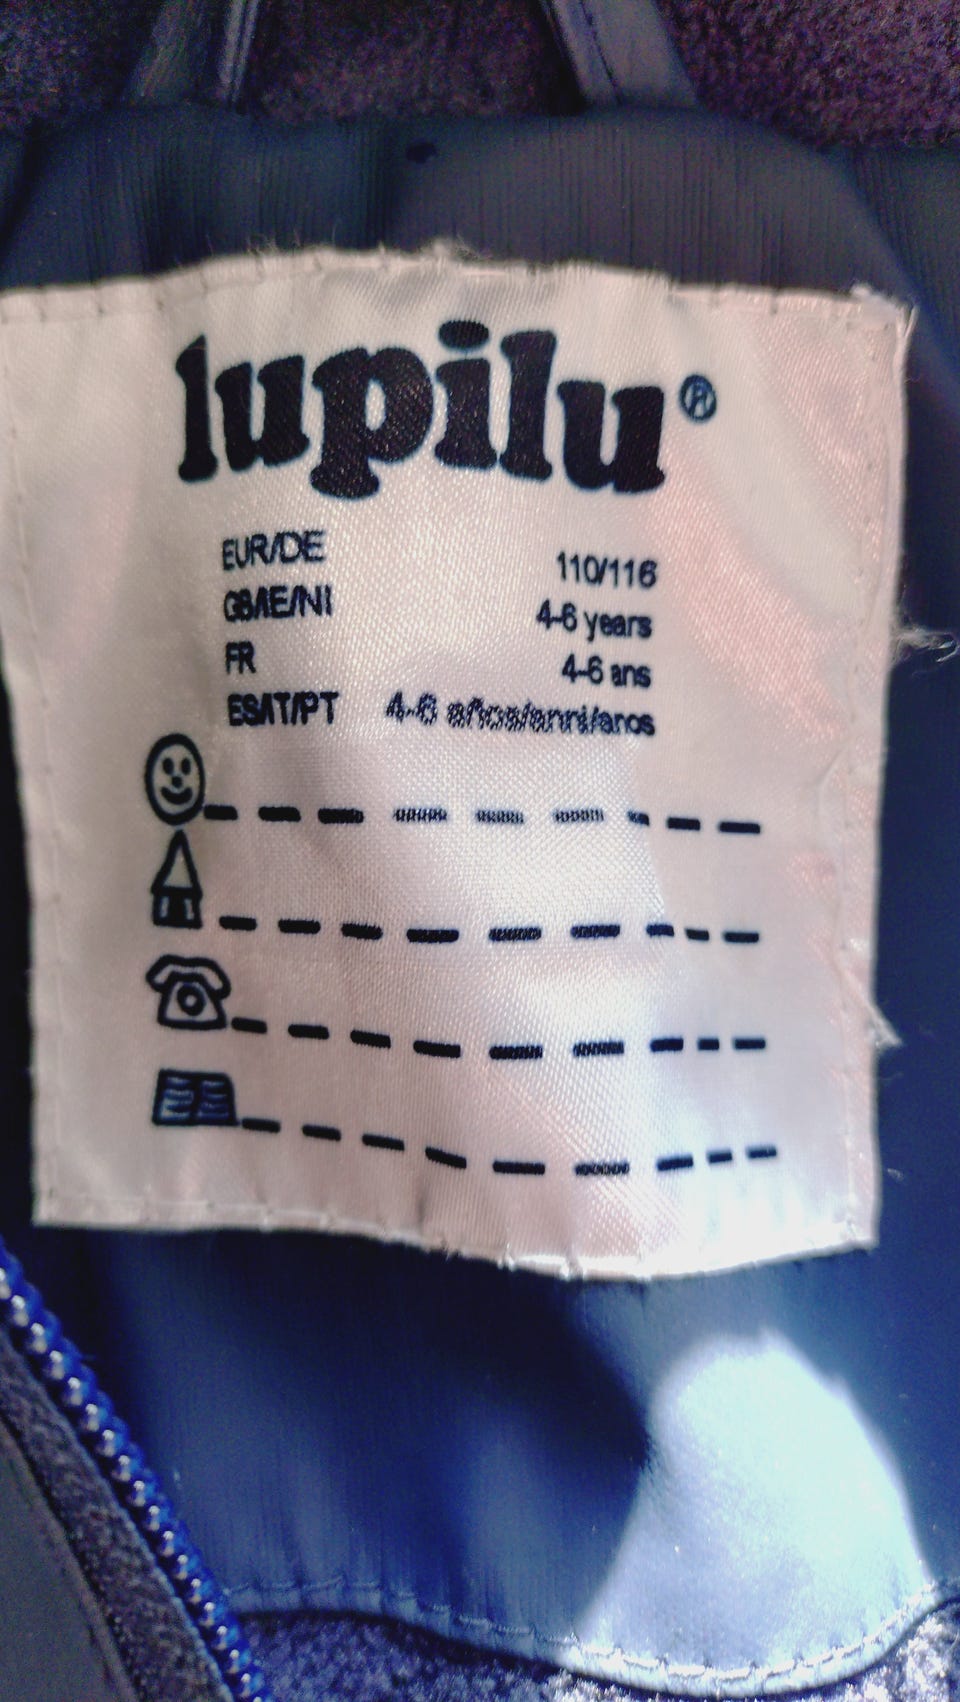 lupilu®
EUR/DE 110/116
GB/IE/NI 4-6 years
FR 4-6 ans
ES/IT/PT 4-6 años/anni/anos